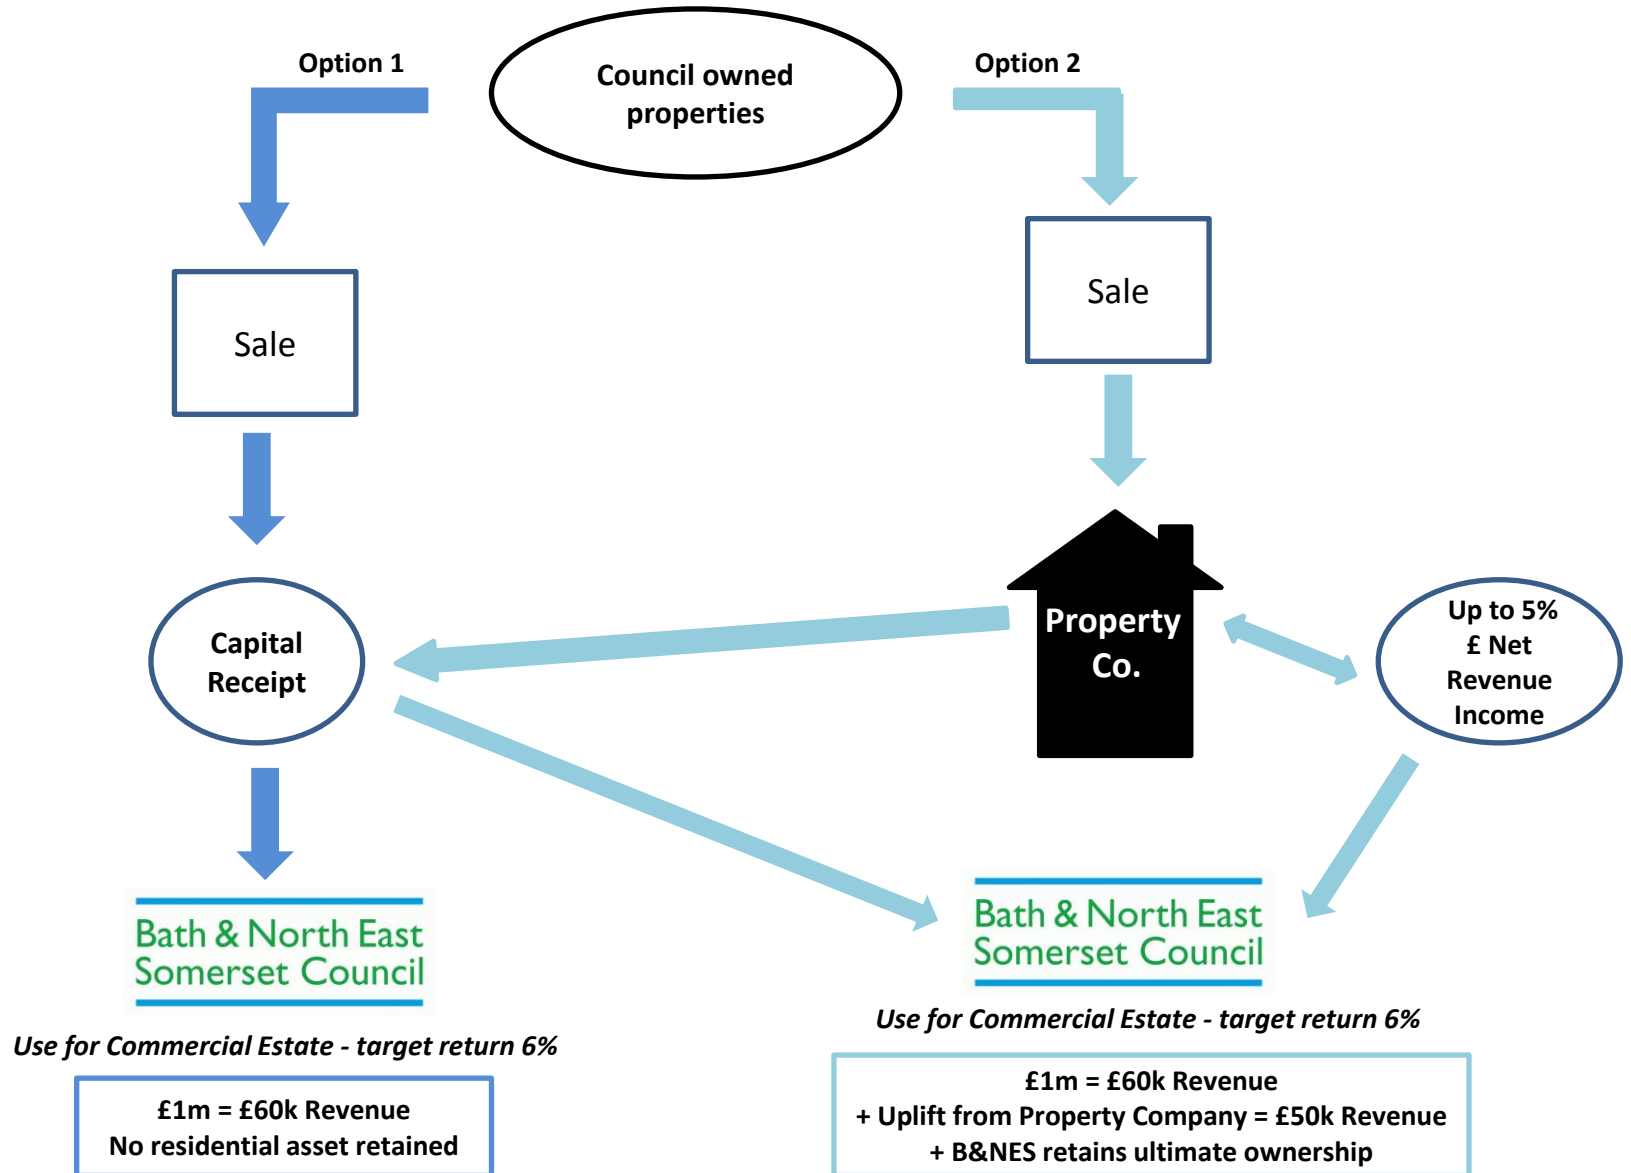 Option 1
Council owned
properties
Option 2
Sale
Sale
Capital
Receipt
Property
Co.
Up to 5%
£ Net
Revenue
Income
Bath & North East
Somerset Council
Bath & North East
Somerset Council
Use for Commercial Estate - target return 6%
Use for Commercial Estate - target return 6%
£1m = £60k Revenue
No residential asset retained
£1m = £60k Revenue
+ Uplift from Property Company = £50k Revenue
+ B&NES retains ultimate ownership